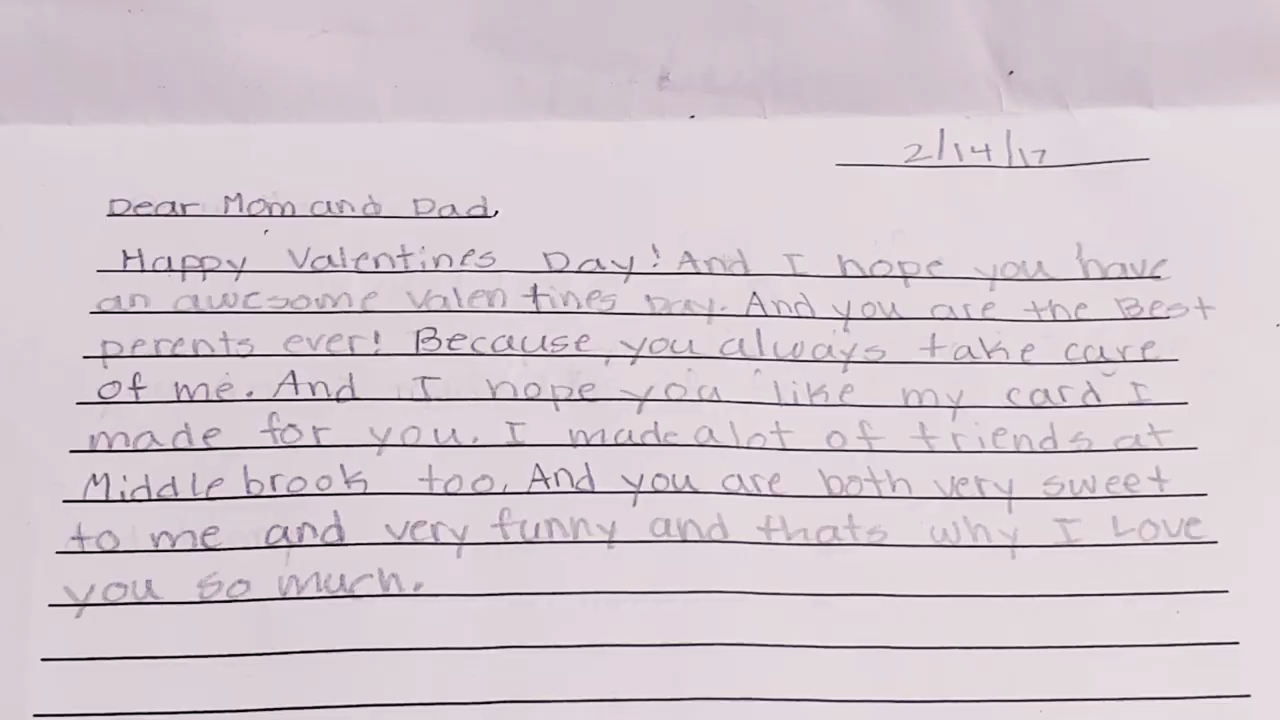 2/14/17
Dear Mom and Dad,
Happy Valentines Day! And I hope you have
an awesome valentines Day. And you are the Best
perents ever! Because you always take care
of me. And I hope you like my card I
made for you. I made alot of friends at
Middlebrook too. And you are both very sweet
to me and very funny and thats why I Love
you so much.